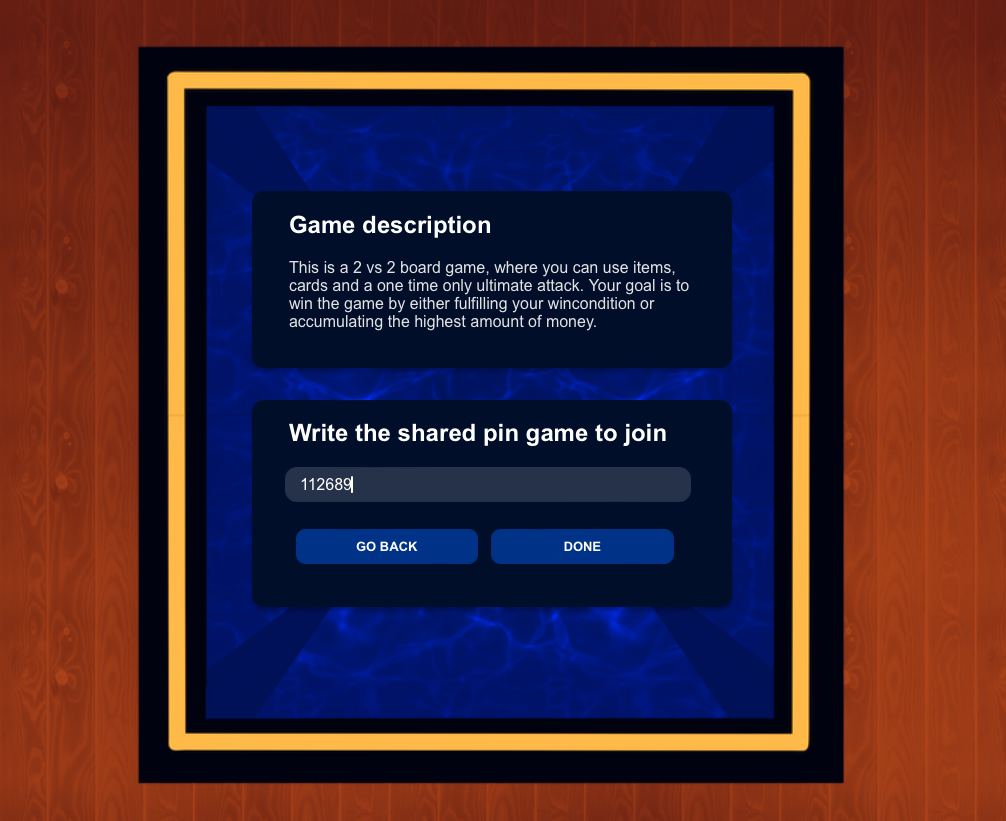 Game description
This is a 2 vs 2 board game, where you can use items,
cards and a one time only ultimate attack. Your goal is to
win the game by either fulfilling your wincondition or
accumulating the highest amount of money.
Write the shared pin game to join
112689
GO BACK
DONE